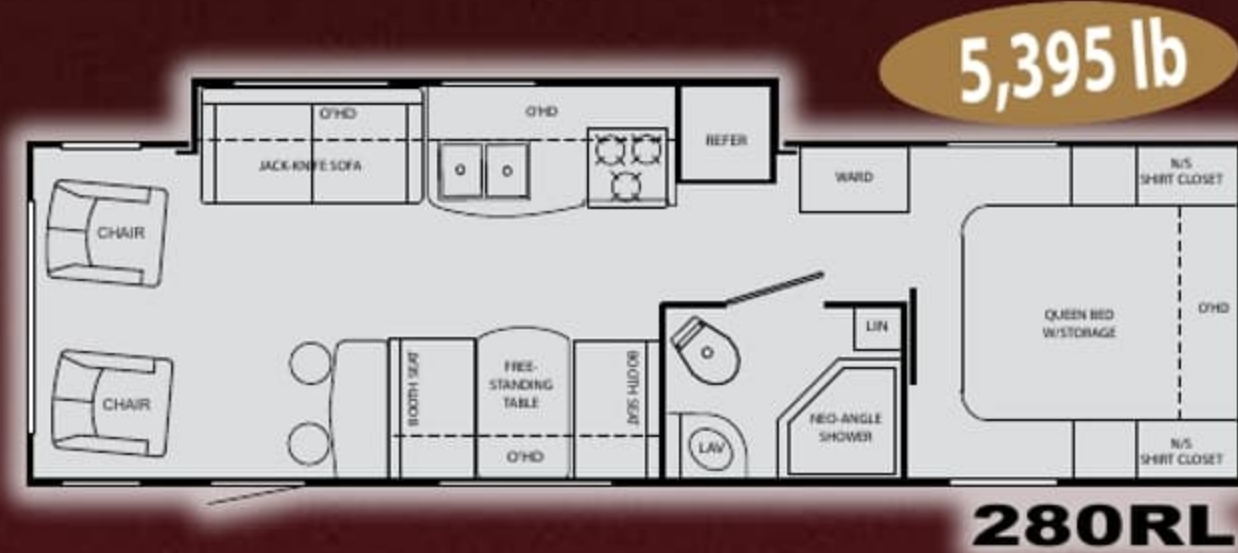 5,395 lb
O'HD
O'HD
JACK-KNIFE SOFA
REFER
WARD
N/S
SHIRT CLOSET
CHAIR
QUEEN BED
W/STORAGE
O'HD
LIN
BOOTH SEAT
FREE-
STANDING
TABLE
BOOTH SEAT
CHAIR
NEO-ANGLE
SHOWER
LAV
O'HD
N/S
SHIRT CLOSET
280RL